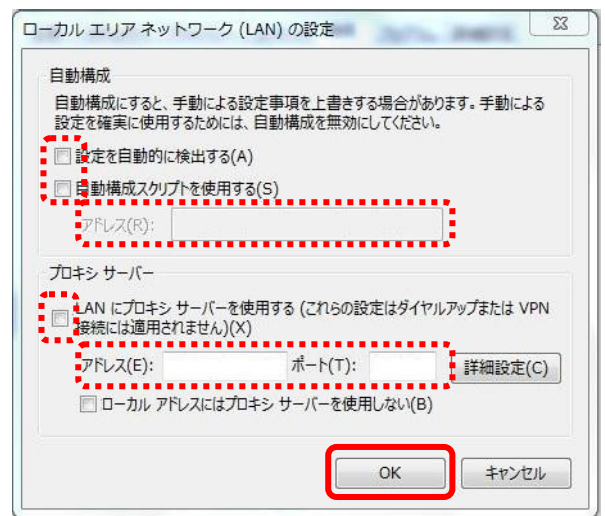 ローカル エリア ネットワーク (LAN) の設定
自動構成
自動構成にすると、手動による設定事項を上書きする場合があります。手動による
設定を確実に使用するためには、自動構成を無効にしてください。
設定を自動的に検出する(A)
自動構成スクリプトを使用する(S)
アドレス(R):
プロキシ サーバー
LAN にプロキシ サーバーを使用する (これらの設定はダイヤルアップまたは VPN
接続には適用されません)(X)
アドレス(E): ポート(T): 詳細設定(C)
ローカル アドレスにはプロキシ サーバーを使用しない(B)
OK キャンセル